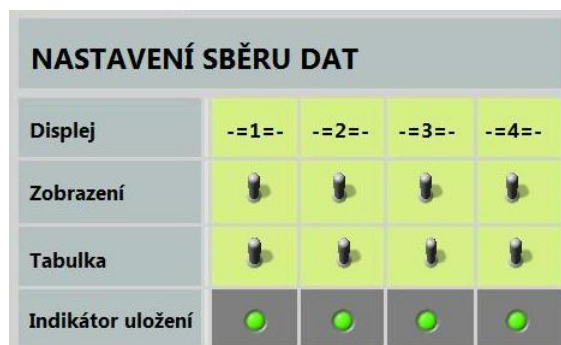 NASTAVENÍ SBĚRU DAT
Displej -=1=- -=2=- -=3=- -=4=-
Zobrazení
Tabulka
Indikátor uložení